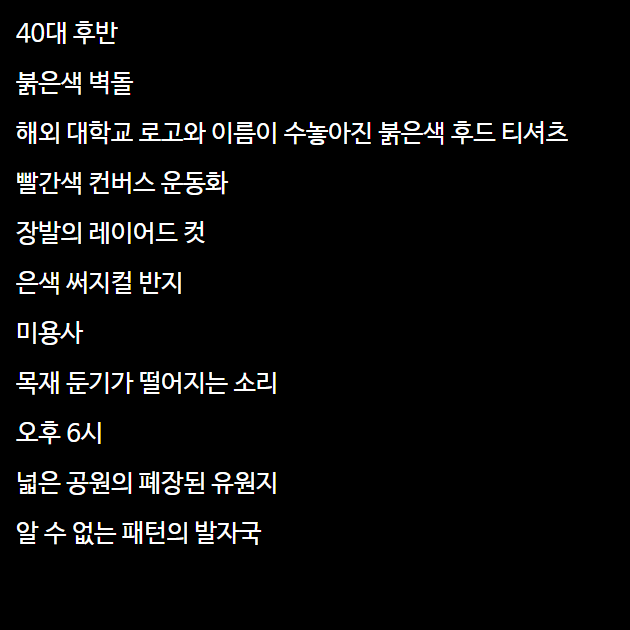 40대 후반
붉은색 벽돌
해외 대학교 로고와 이름이 수놓아진 붉은색 후드 티셔츠
빨간색 컨버스 운동화
장발의 레이어드 컷
은색 써지컬 반지
미용사
목재 둔기가 떨어지는 소리
오후 6시
넓은 공원의 폐장된 유원지
알 수 없는 패턴의 발자국